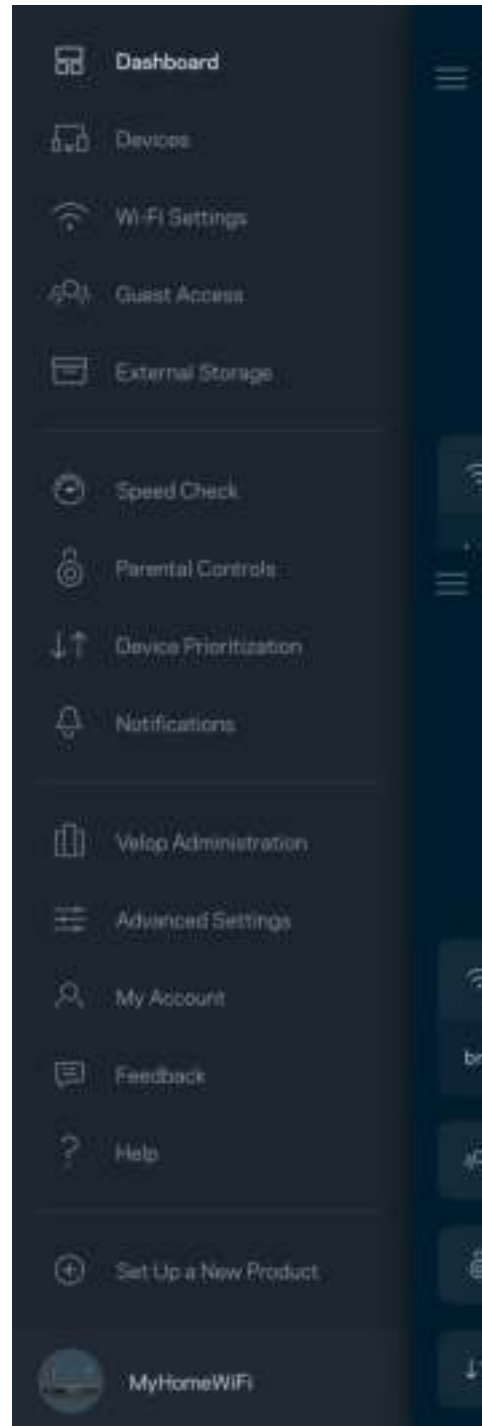 Dashboard
Devices
Wi-Fi Settings
Guest Access
External Storage
Speed Check
Parental Controls
Device Prioritization
Notifications
Velop Administration
Advanced Settings
My Account
Feedback
Help
Set Up a New Product
MyHomeWiFi